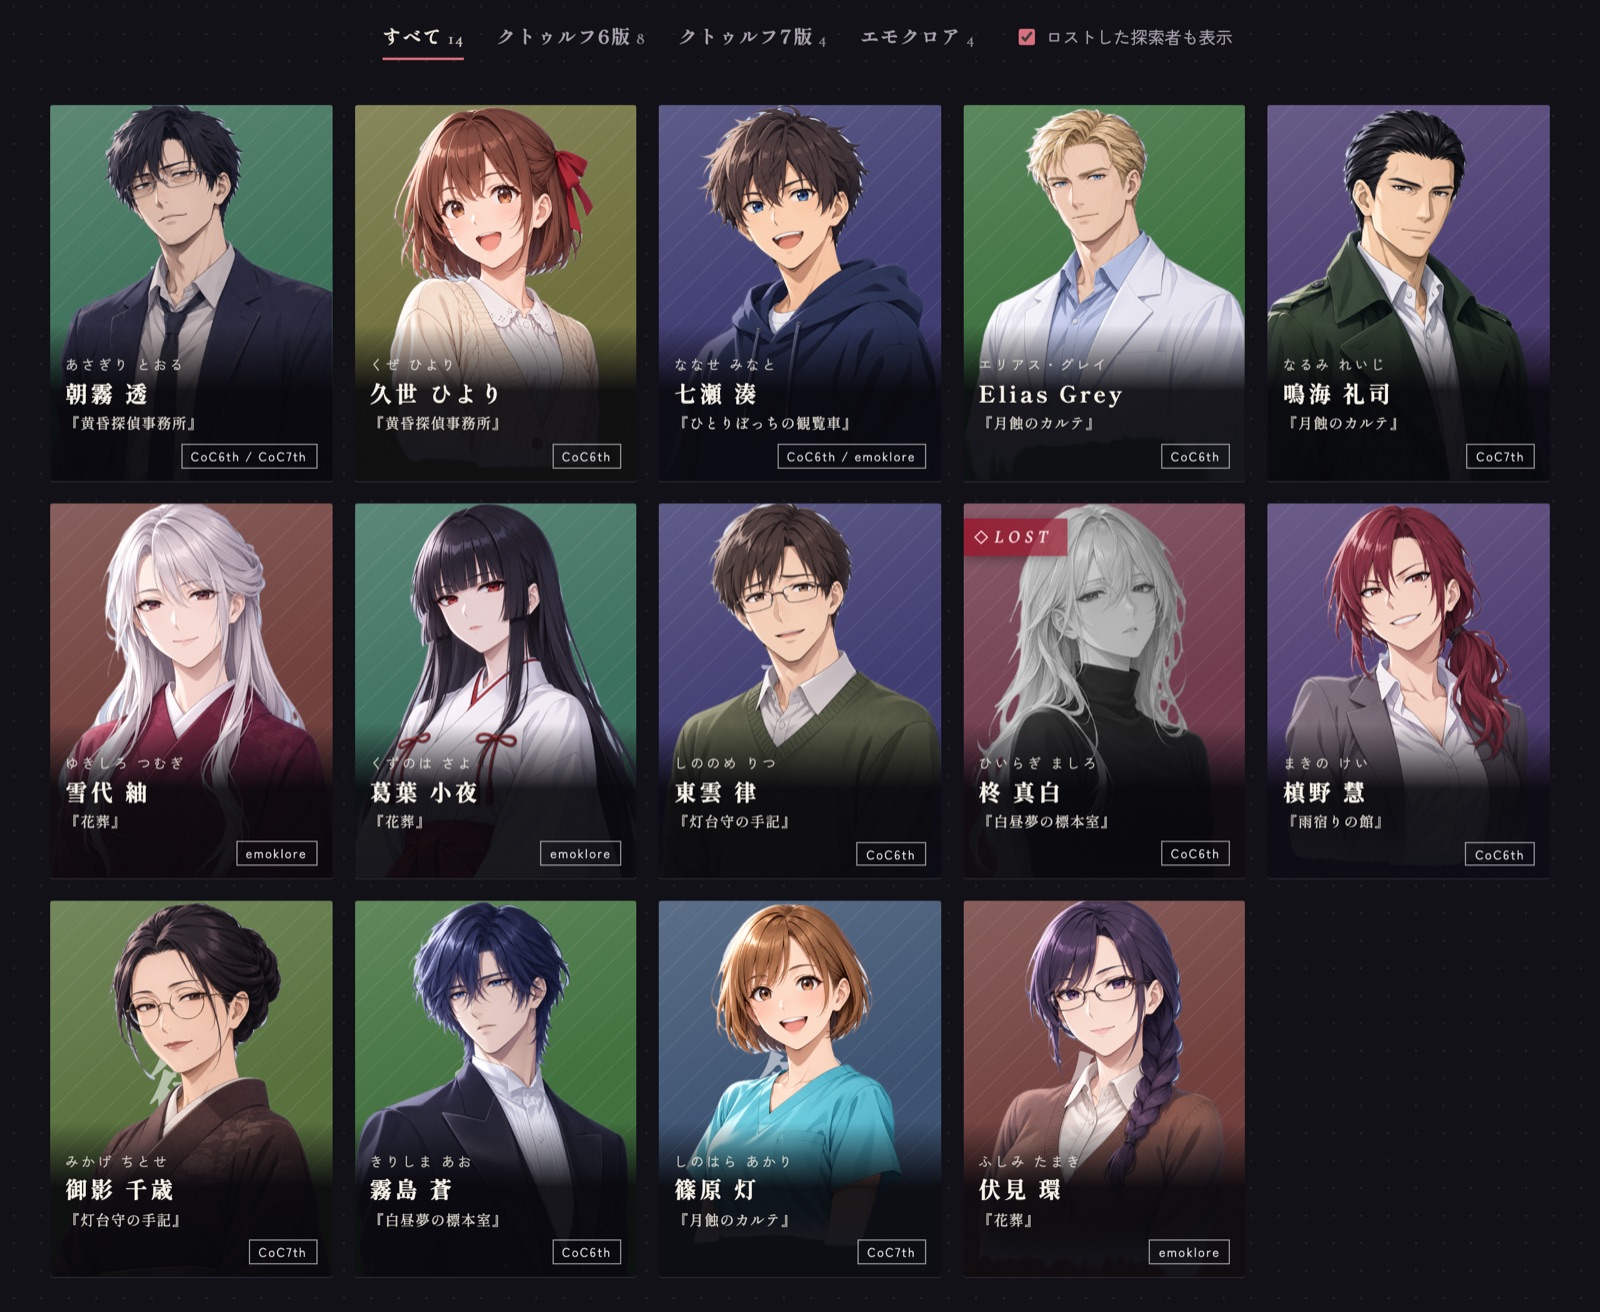 すべて 14 クトゥルフ6版 8 クトゥルフ7版 4 エモクロア 4 ロストした探索者も表示
あさぎり とおる
朝霧 透
『黄昏探偵事務所』
CoC6th / CoC7th
くぜ ひより
久世 ひより
『黄昏探偵事務所』
CoC6th
ななせ みなと
七瀬 湊
『ひとりぼっちの観覧車』
CoC6th / emoklore
エリアス・グレイ
Elias Grey
『月蝕のカルテ』
CoC6th
なるみ れいじ
鳴海 礼司
『月蝕のカルテ』
CoC7th
ゆきしろ つむぎ
雪代 紬
『花葬』
emoklore
くずのは さよ
葛葉 小夜
『花葬』
emoklore
しののめ りつ
東雲 律
『灯台守の手記』
CoC6th
LOST
ひいらぎ ましろ
柊 真白
『白昼夢の標本室』
CoC6th
まきの けい
槙野 慧
『雨宿りの館』
CoC6th
みかげ ちとせ
御影 千歳
『灯台守の手記』
CoC7th
きりしま あお
霧島 蒼
『白昼夢の標本室』
CoC6th
しのはら あかり
篠原 灯
『月蝕のカルテ』
CoC7th
ふしみ たまき
伏見 環
『花葬』
emoklore